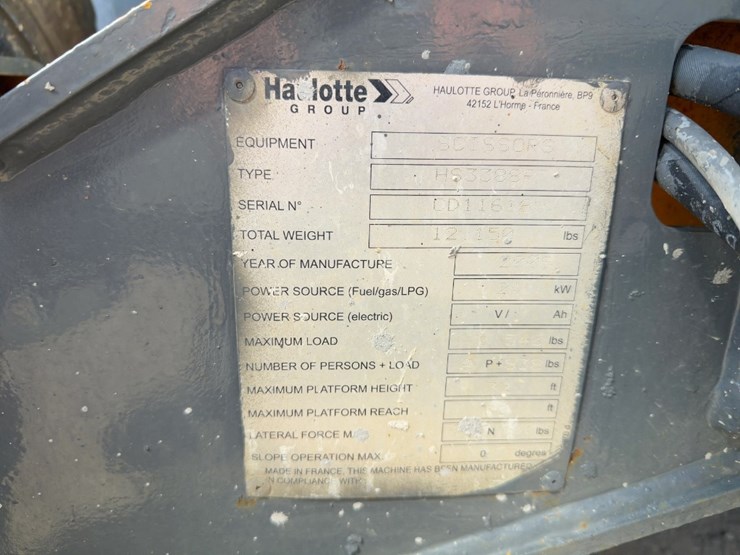 Haulotte
GROUP
HAULOTTE GROUP La Péronnière, BP9
42152 L'Horme - France
EQUIPMENT SCISSORS
TYPE
SERIAL N°
TOTAL WEIGHT 12 150 lbs
YEAR OF MANUFACTURE
POWER SOURCE (Fuel/gas/LPG) kW
POWER SOURCE (electric) V / Ah
MAXIMUM LOAD lbs
NUMBER OF PERSONS + LOAD P + lbs
MAXIMUM PLATFORM HEIGHT ft
MAXIMUM PLATFORM REACH ft
LATERAL FORCE N lbs
SLOPE OPERATION MAX. 0 degres
MADE IN FRANCE. THE MACHINE HAS BEEN MANUFACTURED
IN COMPLIANCE WITH